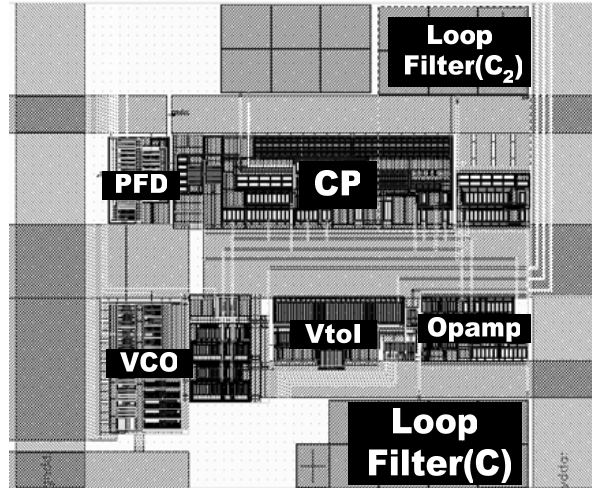 Loop
Filter(C₂)
PFD
CP
VCO
VtoI
Opamp
Loop
Filter(C)